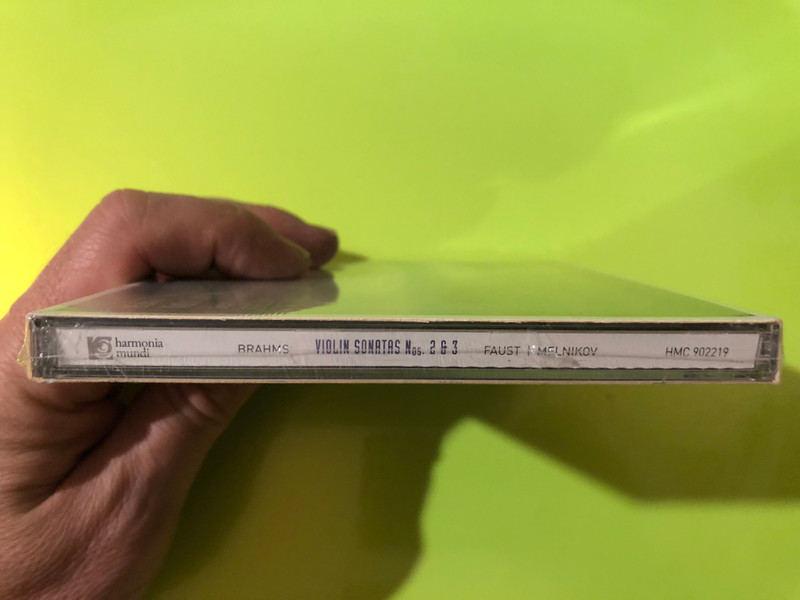 harmonia
mundi
BRAHMS VIOLIN SONATAS Nos. 2 & 3 FAUST | MELNIKOV HMC 902219